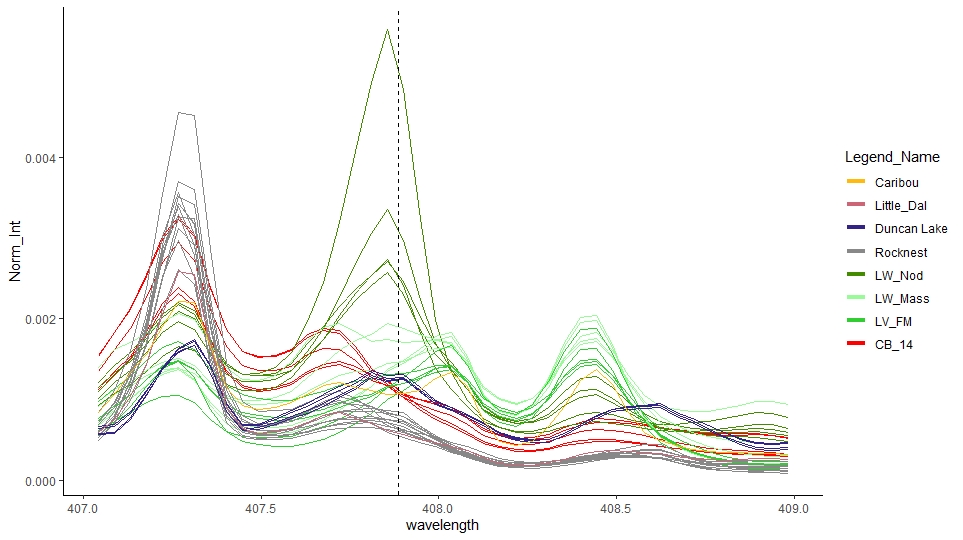 Norm_Int
0.004
0.002
0.000
407.0 407.5 408.0 408.5 409.0
wavelength
Legend_Name
Caribou
Little_Dal
Duncan Lake
Rocknest
LW_Nod
LW_Mass
LV_FM
CB_14